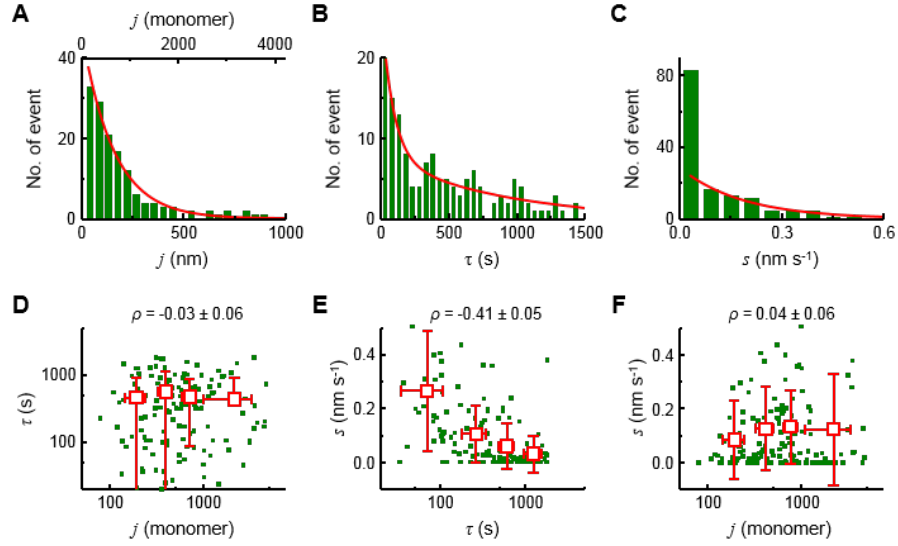 A
j (monomer)
0 2000 4000
No. of event
40
20
0
0 500 1000
j (nm)
B
No. of event
20
15
10
5
0
0 500 1000 1500
τ (s)
C
No. of event
80
40
0
0.0 0.3 0.6
s (nm s-1)
D
ρ = -0.03 ± 0.06
τ (s)
1000
100
100 1000
j (monomer)
E
ρ = -0.41 ± 0.05
s (nm s-1)
0.4
0.2
0.0
100 1000
τ (s)
F
ρ = 0.04 ± 0.06
s (nm s-1)
0.4
0.2
0.0
100 1000
j (monomer)